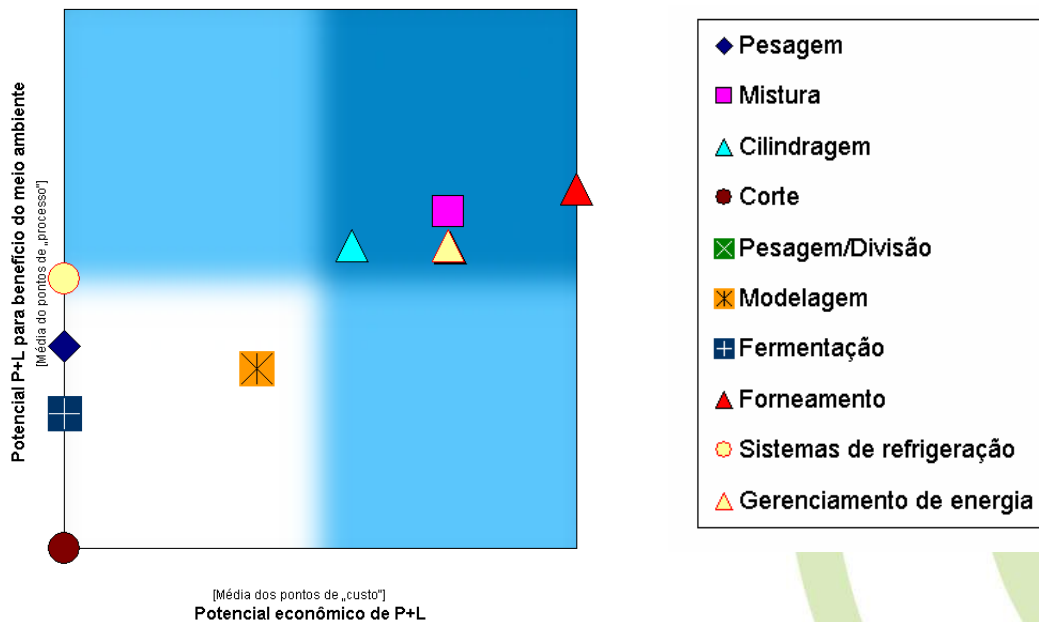 Potencial P+L para benefício do meio ambiente
[Média do pontos de „processo"]
[Média dos pontos de „custo"]
Potencial econômico de P+L
Pesagem
Mistura
Cilindragem
Corte
Pesagem/Divisão
Modelagem
Fermentação
Forneamento
Sistemas de refrigeração
Gerenciamento de energia